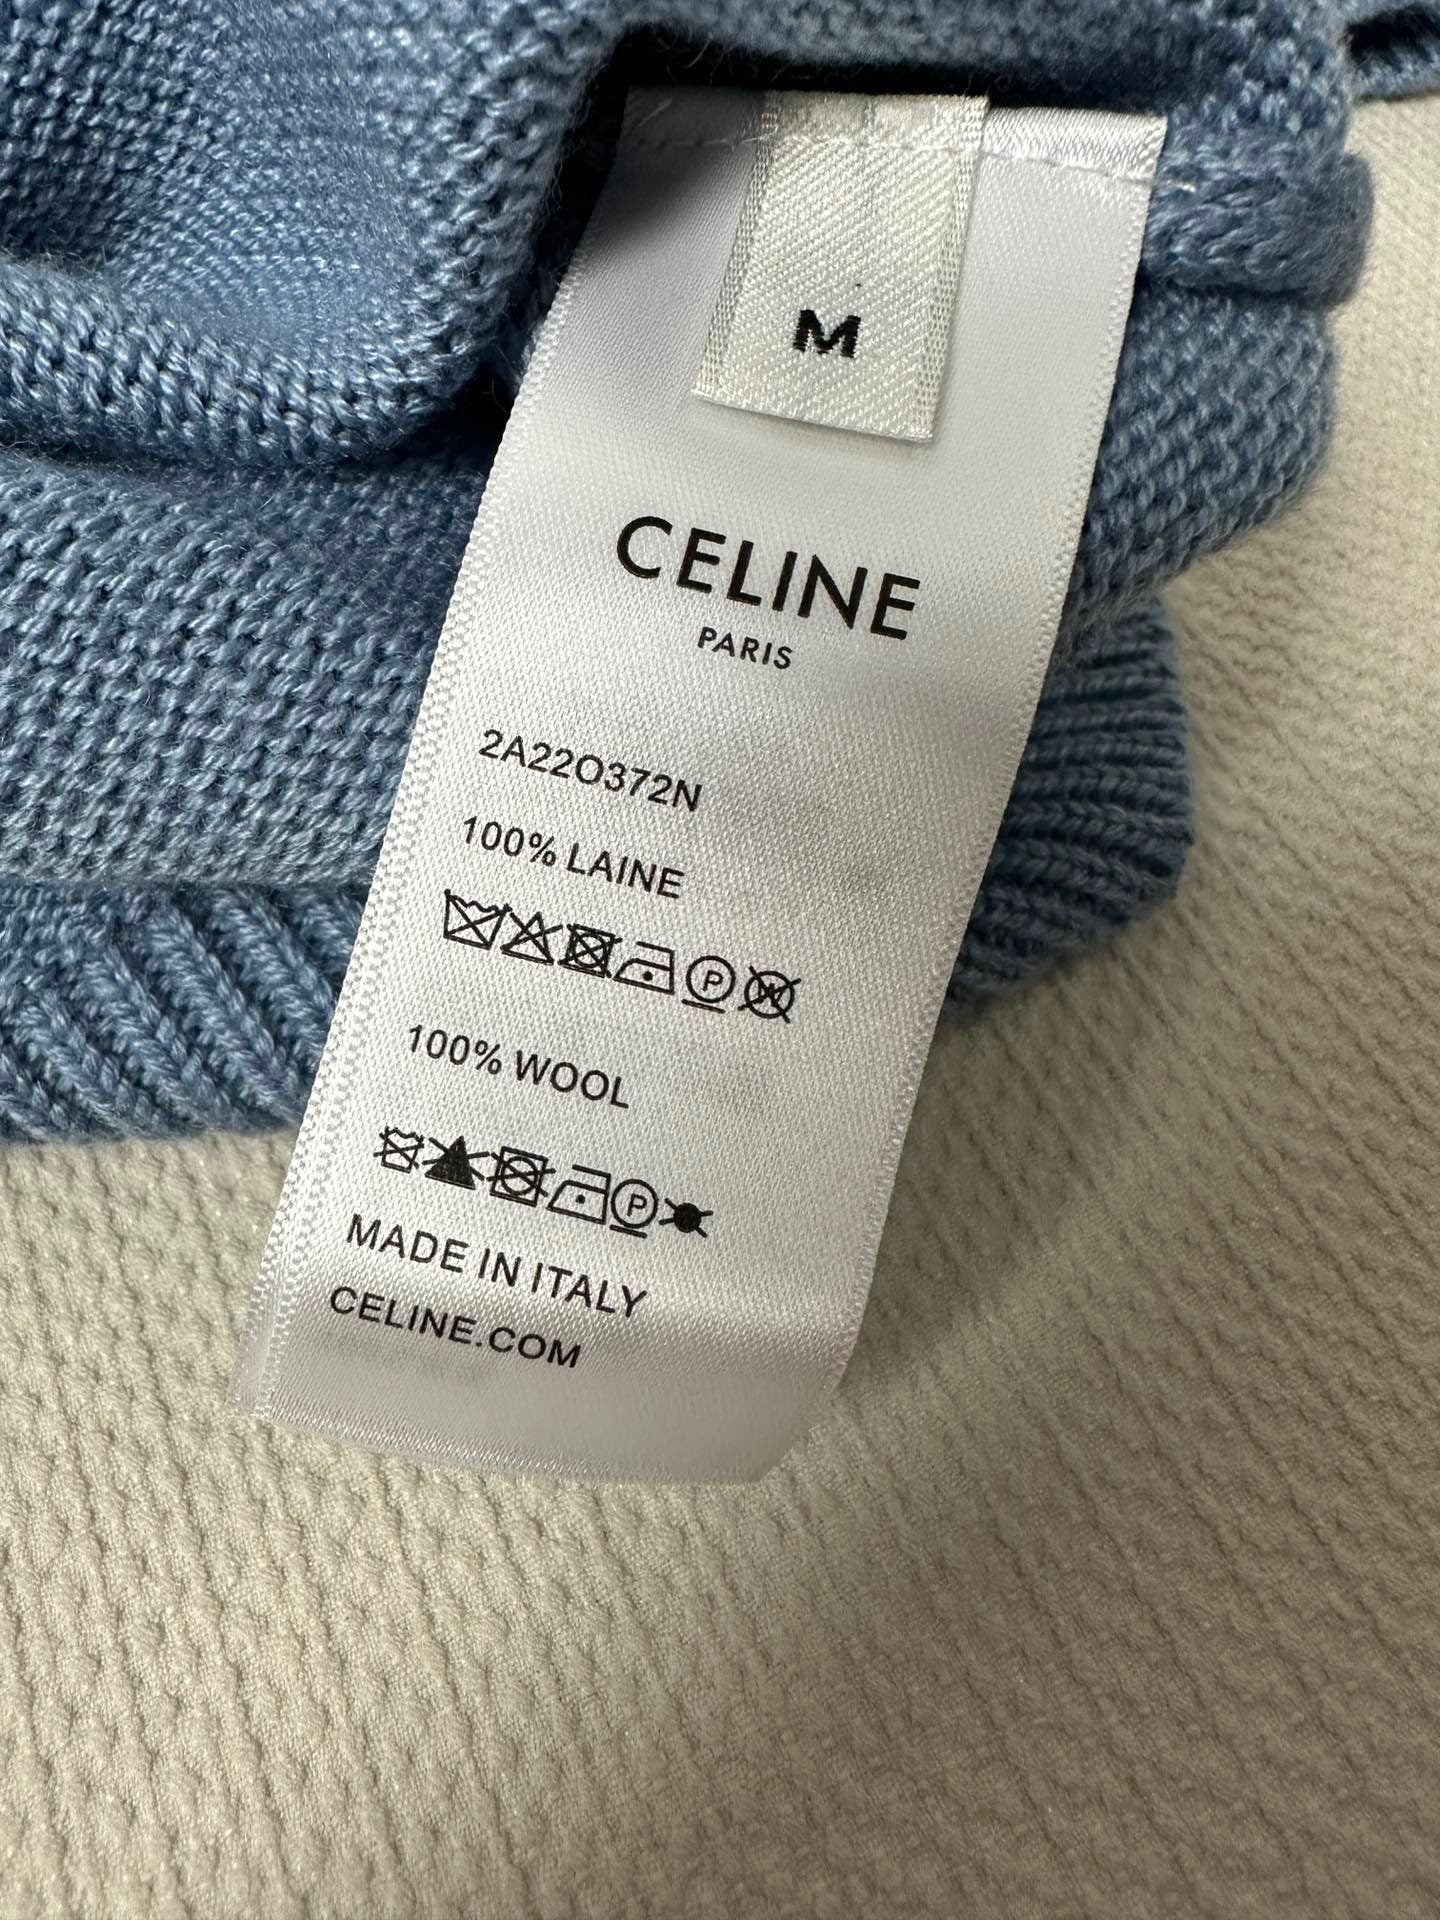 M
CELINE
PARIS
2A22O372N
100% LAINE
P W
100% WOOL
P
MADE IN ITALY
CELINE.COM